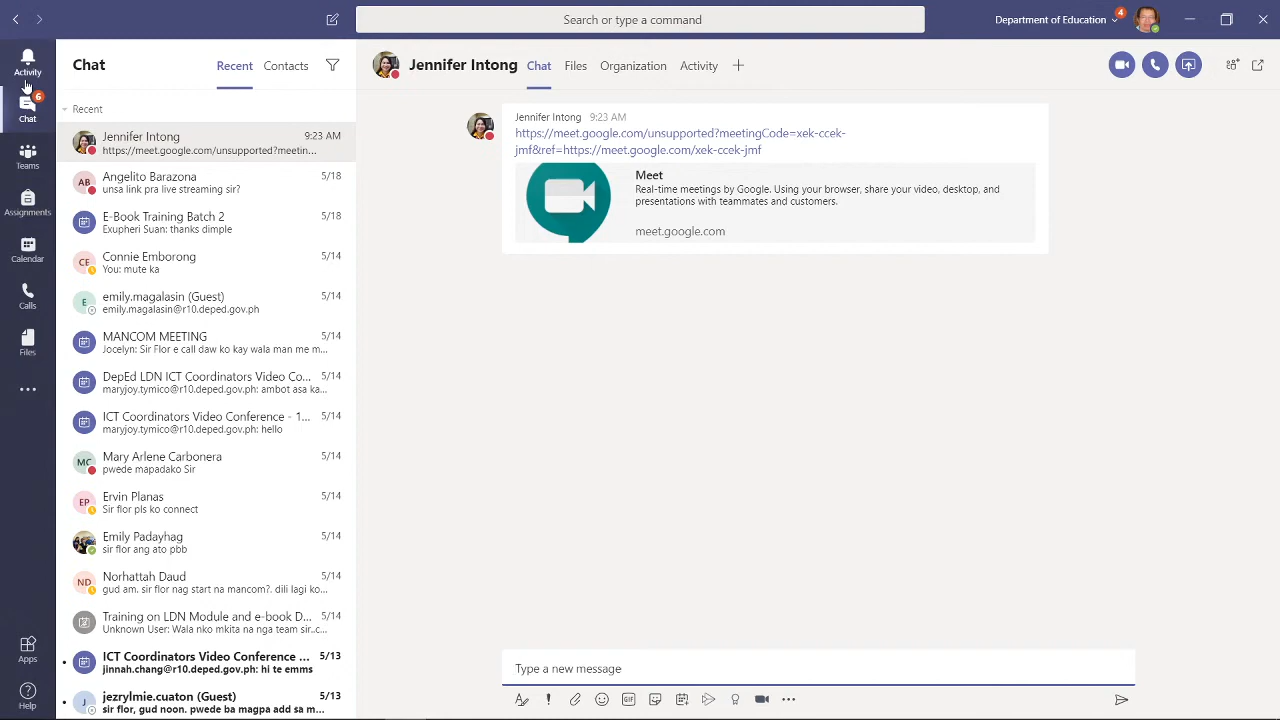 Search or type a command
Department of Education
4
Activity
6
Chat
Teams
Assignments
Calendar
Calls
Files
Apps
Help
Chat
Recent
Contacts
Recent
Jennifer Intong 9:23 AM
https://meet.google.com/unsupported?meetin...
AB Angelito Barazona 5/18
unsa link pra live streaming sir?
E-Book Training Batch 2 5/18
Exupheri Suan: thanks dimple
CE Connie Emborong 5/14
You: mute ka
E emily.magalasin (Guest) 5/14
emily.magalasin@r10.deped.gov.ph
MANCOM MEETING 5/14
Jocelyn: Sir Flor e call daw ko kay wala man me m...
DepEd LDN ICT Coordinators Video Co... 5/14
maryjoy.tymico@r10.deped.gov.ph: ambot asa ka...
ICT Coordinators Video Conference - 1... 5/14
maryjoy.tymico@r10.deped.gov.ph: hello
MC Mary Arlene Carbonera 5/14
pwede mapadako Sir
EP Ervin Planas 5/14
Sir flor pls ko connect
Emily Padayhag 5/14
sir flor ang ato pbb
ND Norhattah Daud 5/14
gud am. sir flor nag start na mancom?. dili lagi ko...
Training on LDN Module and e-book D... 5/14
Unknown User: Wala nko mkita na nga team sir..c...
ICT Coordinators Video Conference ... 5/13
jinnah.chang@r10.deped.gov.ph: hi te emms
J jezrylmie.cuaton (Guest) 5/13
sir flor, gud noon. pwede ba magpa add sa m...
Jennifer Intong Chat Files Organization Activity
Jennifer Intong 9:23 AM
https://meet.google.com/unsupported?meetingCode=xek-ccek-
jmf&ref=https://meet.google.com/xek-ccek-jmf
Meet
Real-time meetings by Google. Using your browser, share your video, desktop, and
presentations with teammates and customers.
meet.google.com
Type a new message
GIF